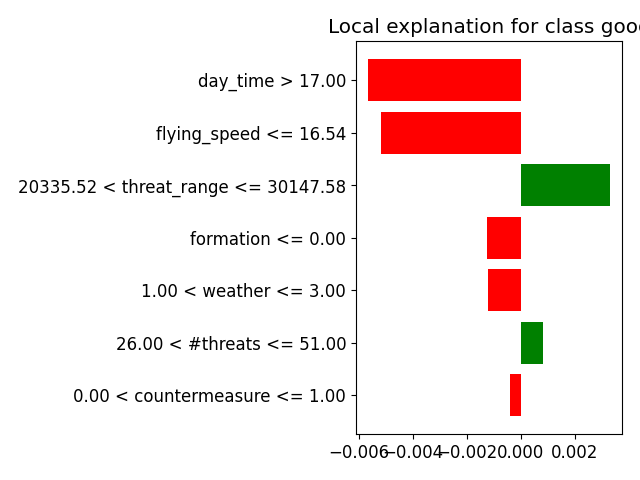 Local explanation for class goo
day_time > 17.00
flying_speed <= 16.54
20335.52 < threat_range <= 30147.58
formation <= 0.00
1.00 < weather <= 3.00
26.00 < #threats <= 51.00
0.00 < countermeasure <= 1.00
−0.006 −0.004 −0.002 0.000 0.002